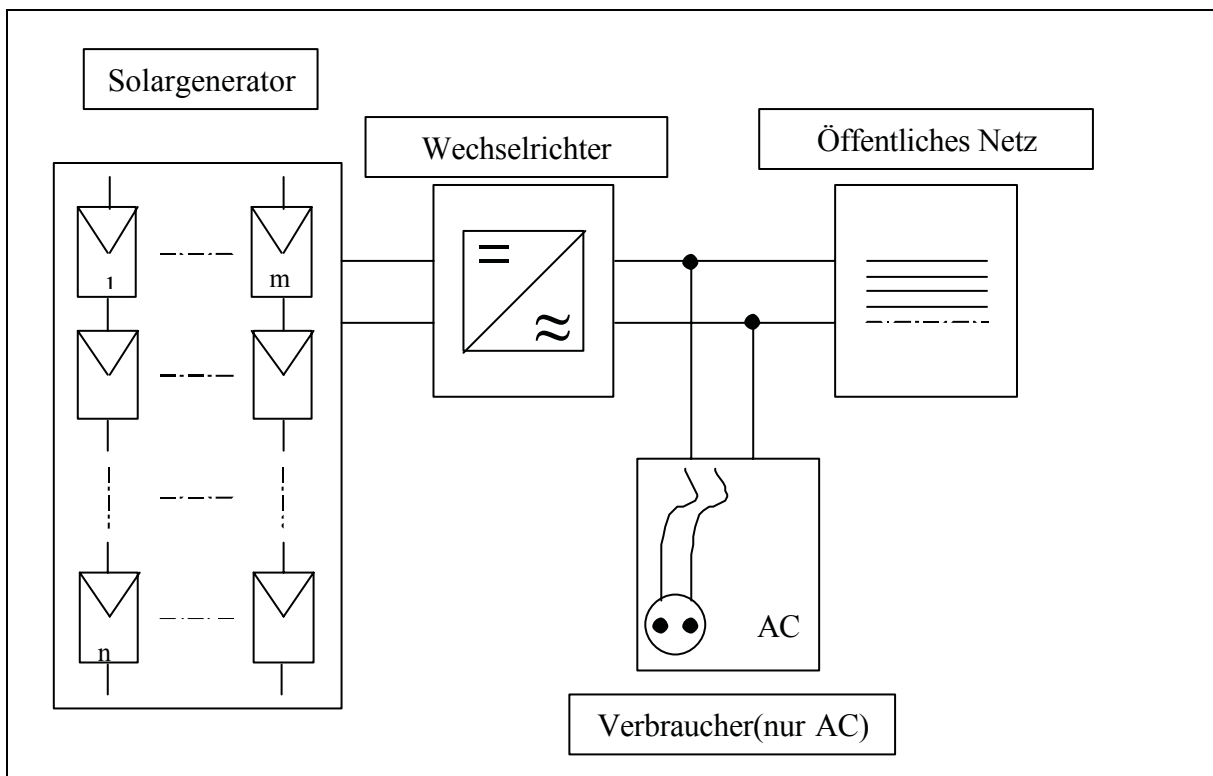 Solargenerator
Wechselrichter
Öffentliches Netz
1
m
n
AC
Verbraucher(nur AC)